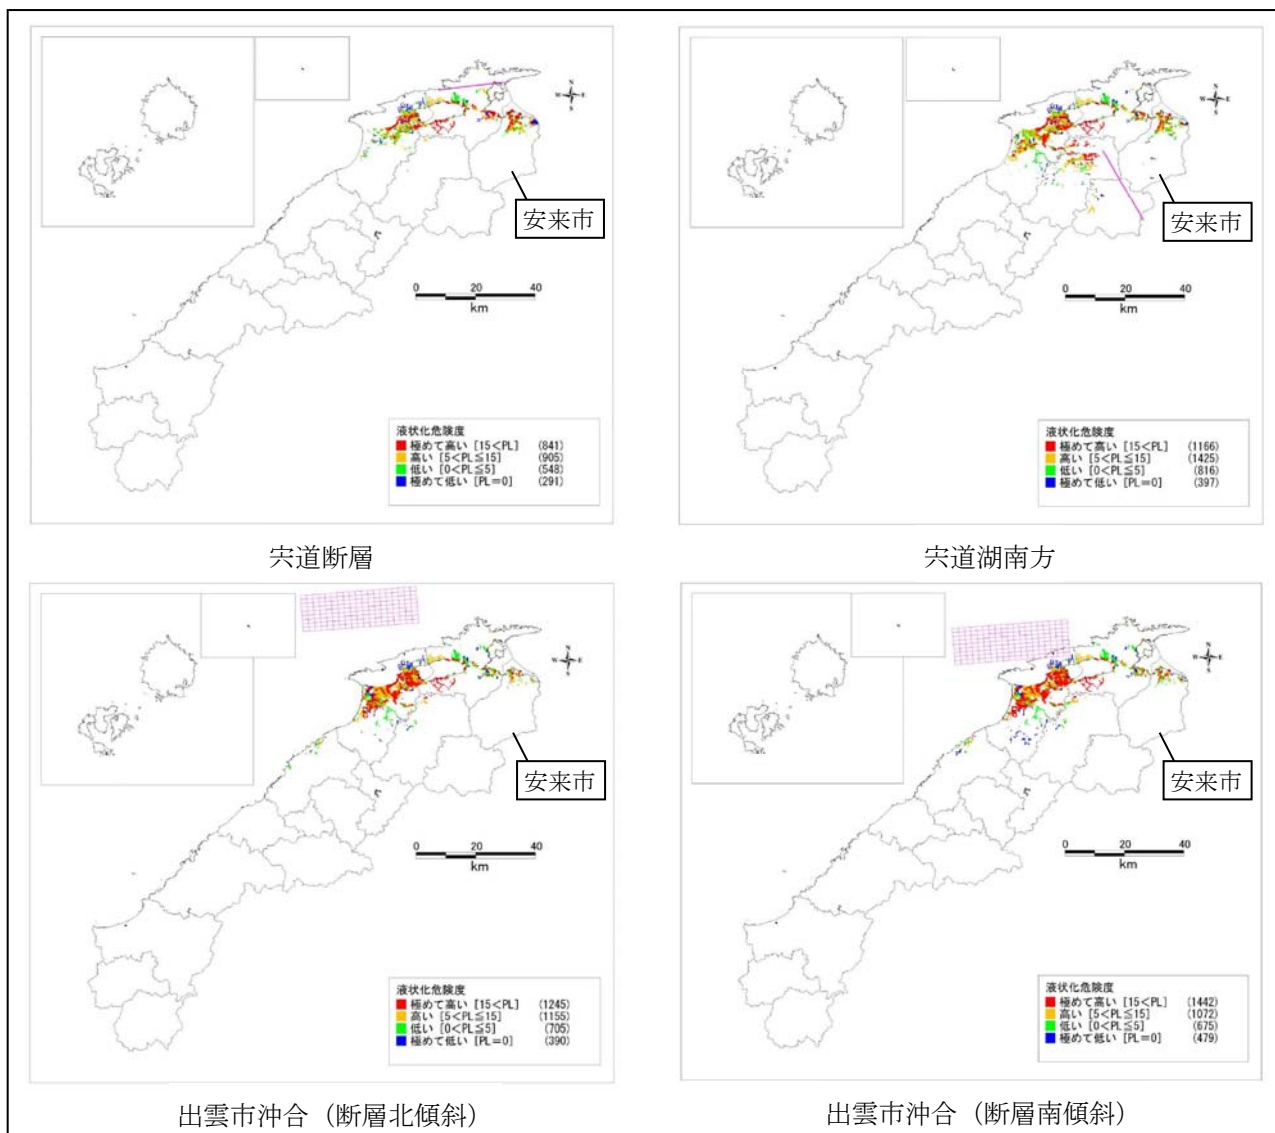 N
W E
S
安来市
0 20 40
km
液状化危険度
極めて高い [15<PL] (841)
高い [5<PL≦15] (905)
低い [0<PL≦5] (548)
極めて低い [PL=0] (291)
宍道断層
N
W E
S
安来市
0 20 40
km
液状化危険度
極めて高い [15<PL] (1166)
高い [5<PL≦15] (1425)
低い [0<PL≦5] (816)
極めて低い [PL=0] (397)
宍道湖南方
N
W E
S
安来市
0 20 40
km
液状化危険度
極めて高い [15<PL] (1245)
高い [5<PL≦15] (1155)
低い [0<PL≦5] (705)
極めて低い [PL=0] (390)
出雲市沖合（断層北傾斜）
N
W E
S
安来市
0 20 40
km
液状化危険度
極めて高い [15<PL] (1442)
高い [5<PL≦15] (1072)
低い [0<PL≦5] (675)
極めて低い [PL=0] (479)
出雲市沖合（断層南傾斜）